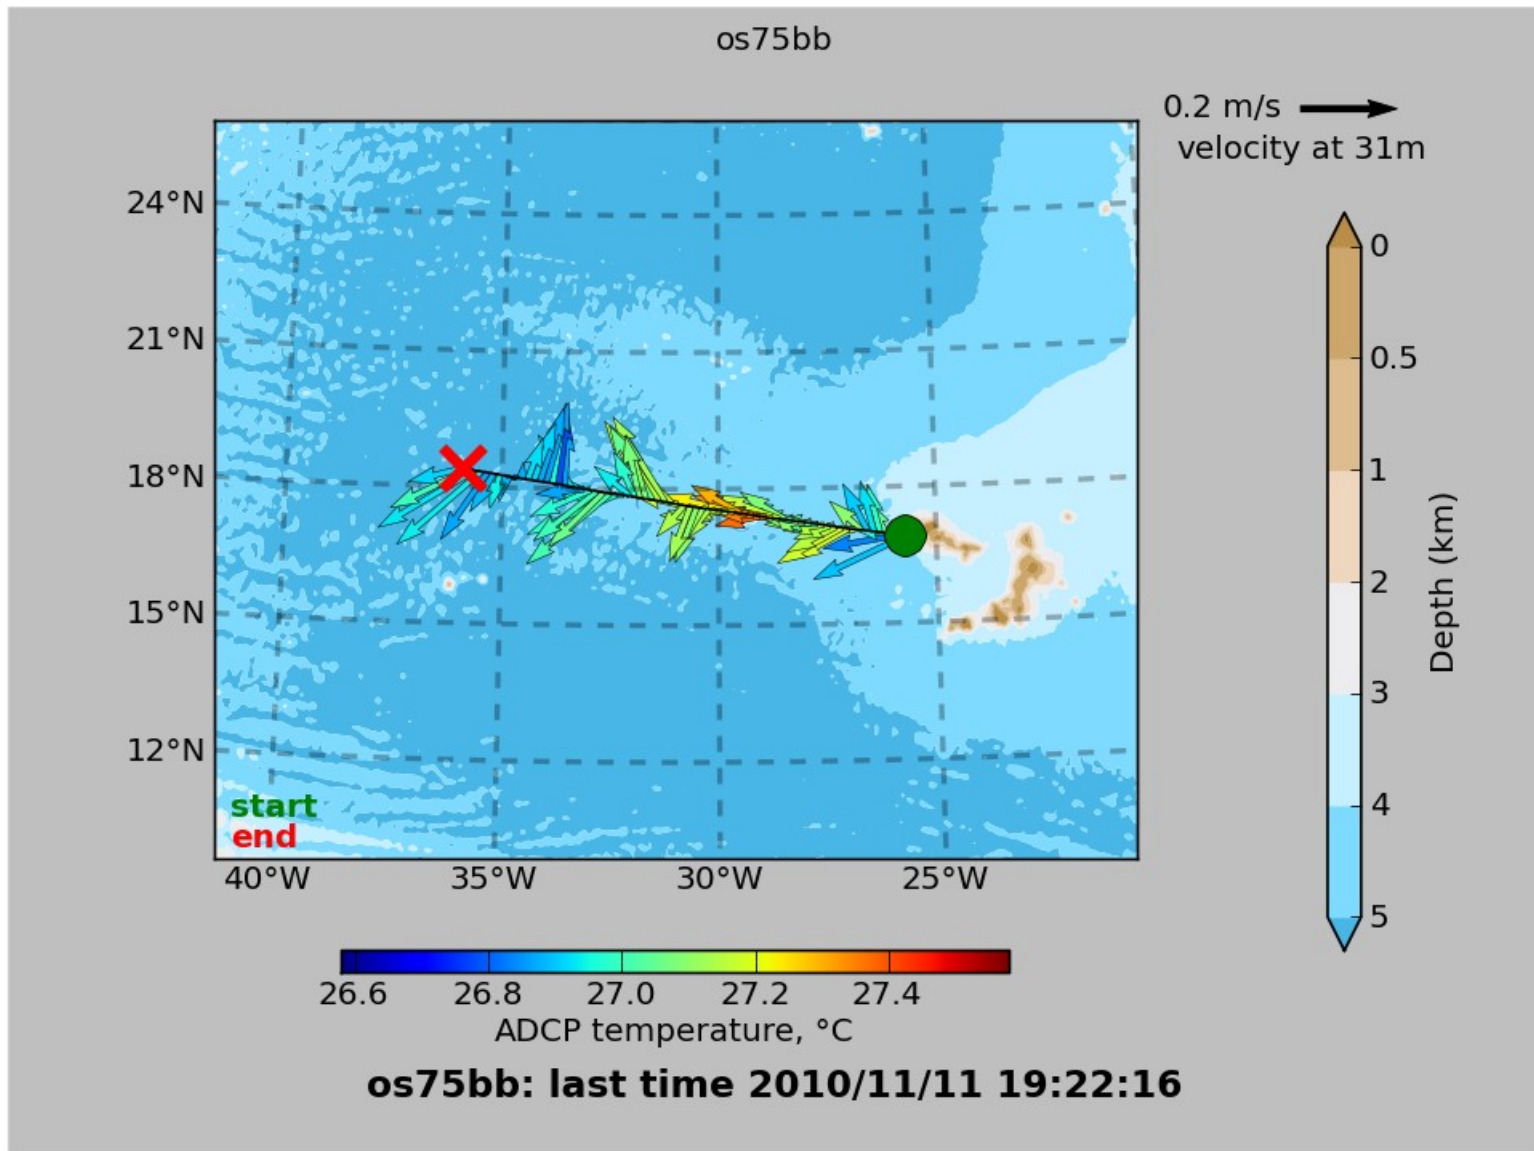 os75bb
0.2 m/s
velocity at 31m
24°N
21°N
18°N
15°N
12°N
start
end
40°W 35°W 30°W 25°W
0
0.5
1
2
3
4
5
Depth (km)
26.6 26.8 27.0 27.2 27.4
ADCP temperature, °C
os75bb: last time 2010/11/11 19:22:16